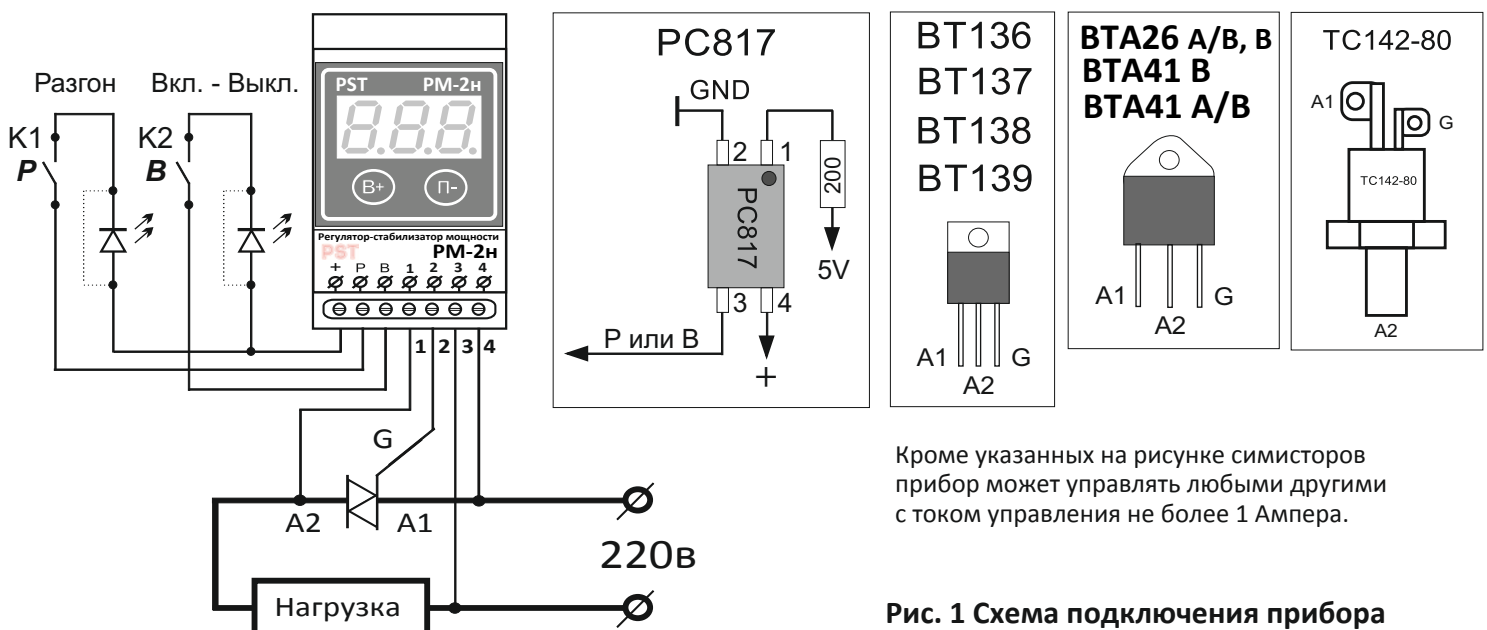 Разгон Вкл. - Выкл.
K1
P
K2
B
PST PM-2н
8.8.8.
В+ П-
Регулятор-стабилизатор мощности
PST PM-2н
+ P B 1 2 3 4
1 2 3 4
G
A2 A1
220в
Нагрузка
PC817
GND
2 1
PC817
200
5V
3 4
Р или В
+
BT136
BT137
BT138
BT139
A1 G
A2
BTA26 A/B, B
BTA41 B
BTA41 A/B
A1 G
A2
TC142-80
A1 G
TC142-80
A2
Кроме указанных на рисунке симисторов
прибор может управлять любыми другими
с током управления не более 1 Ампера.
Рис. 1 Схема подключения прибора